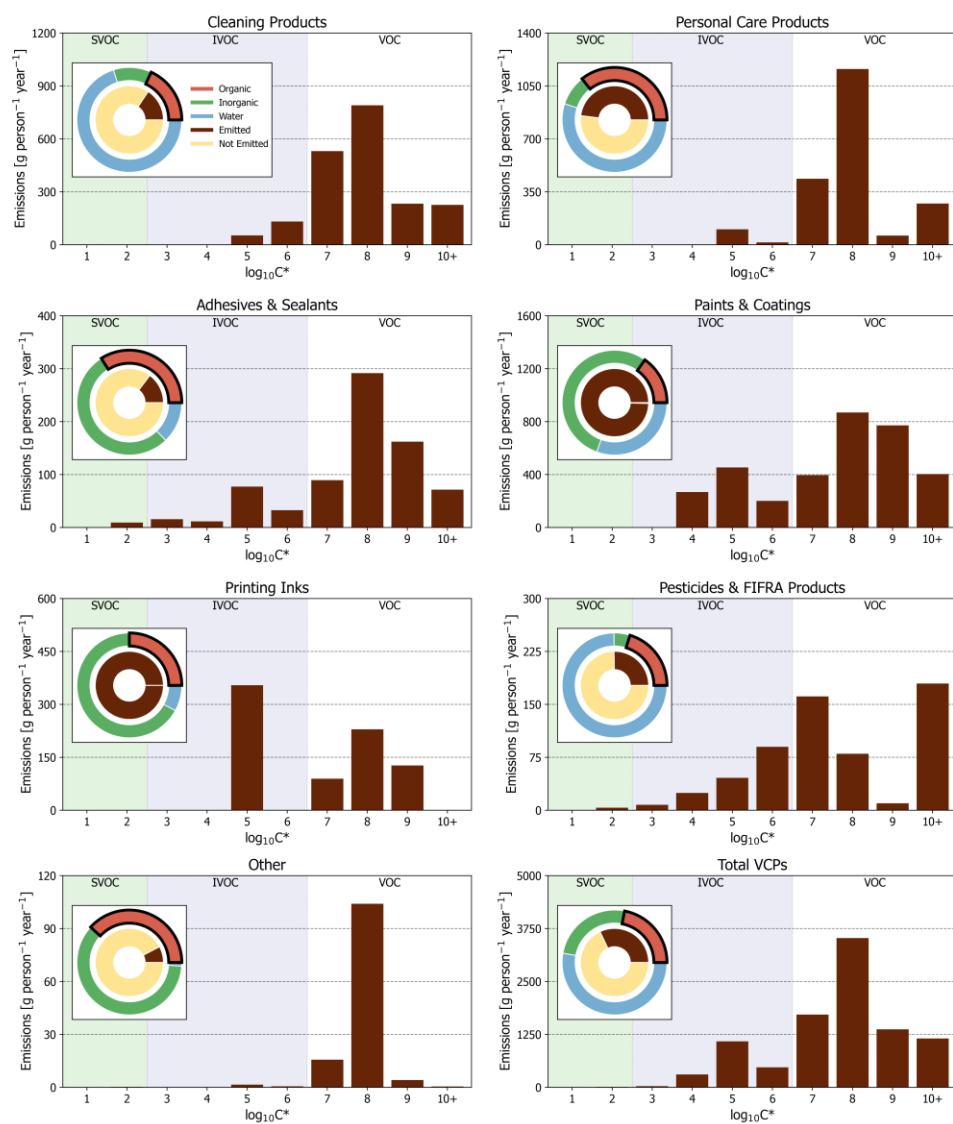 Cleaning Products
SVOC IVOC VOC
Emissions [g person⁻¹ year⁻¹]
1200
900
600
300
0
Organic
Inorganic
Water
Emitted
Not Emitted
1 2 3 4 5 6 7 8 9 10+
log₁₀C*
Personal Care Products
SVOC IVOC VOC
Emissions [g person⁻¹ year⁻¹]
1400
1050
700
350
0
1 2 3 4 5 6 7 8 9 10+
log₁₀C*
Adhesives & Sealants
SVOC IVOC VOC
Emissions [g person⁻¹ year⁻¹]
400
300
200
100
0
1 2 3 4 5 6 7 8 9 10+
log₁₀C*
Paints & Coatings
SVOC IVOC VOC
Emissions [g person⁻¹ year⁻¹]
1600
1200
800
400
0
1 2 3 4 5 6 7 8 9 10+
log₁₀C*
Printing Inks
SVOC IVOC VOC
Emissions [g person⁻¹ year⁻¹]
600
450
300
150
0
1 2 3 4 5 6 7 8 9 10+
log₁₀C*
Pesticides & FIFRA Products
SVOC IVOC VOC
Emissions [g person⁻¹ year⁻¹]
300
225
150
75
0
1 2 3 4 5 6 7 8 9 10+
log₁₀C*
Other
SVOC IVOC VOC
Emissions [g person⁻¹ year⁻¹]
120
90
60
30
0
1 2 3 4 5 6 7 8 9 10+
log₁₀C*
Total VCPs
SVOC IVOC VOC
Emissions [g person⁻¹ year⁻¹]
5000
3750
2500
1250
0
1 2 3 4 5 6 7 8 9 10+
log₁₀C*